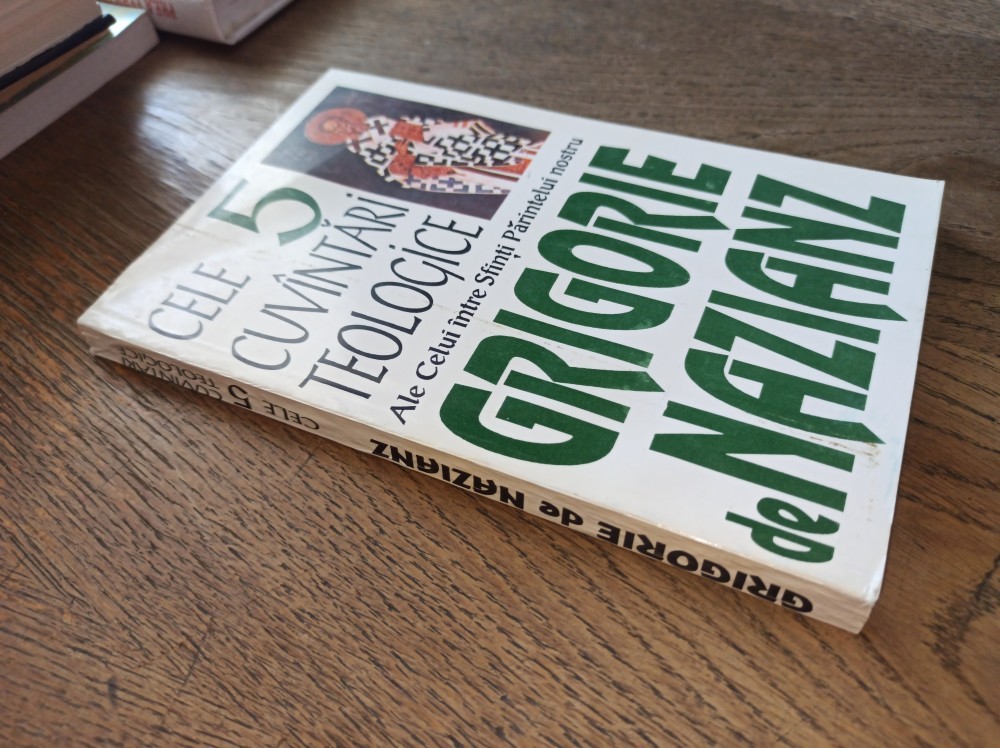 CELE 5
CUVÎNTĂRI
TEOLOGICE
Ale Celui între Sfinți Părintelui nostru
GRIGORIE
de NAZIANZ
CELE 5 CUVÎNTĂRI
TEOLOGICE
GRIGORIE de NAZIANZ